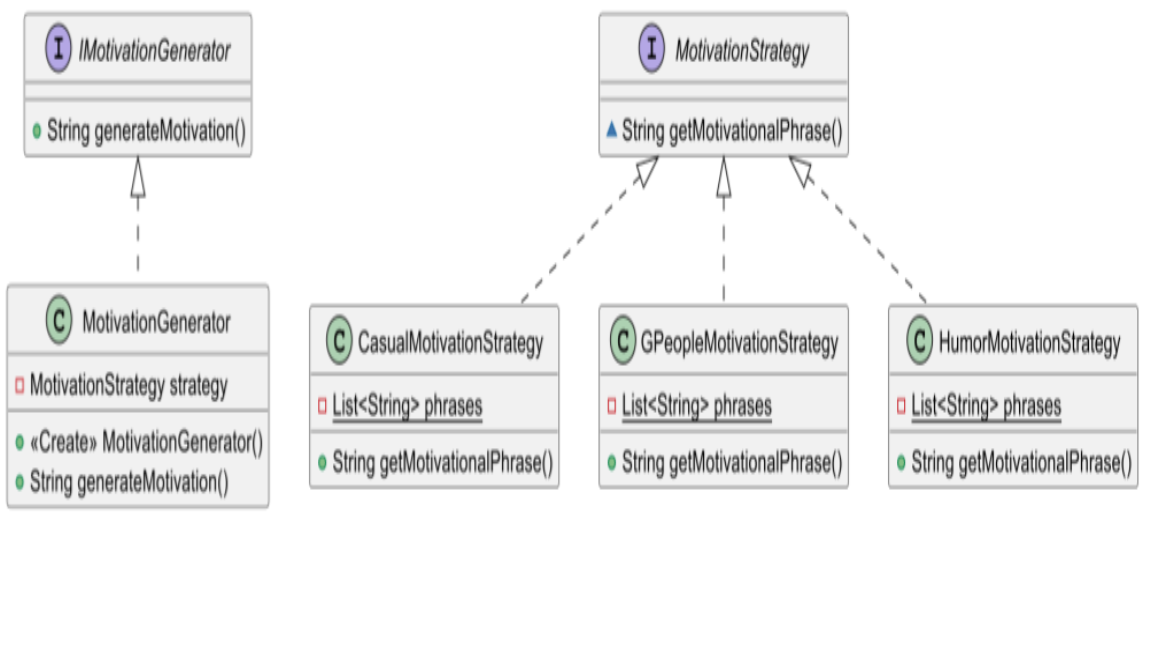 I IMotivationGenerator
String generateMotivation()
C MotivationGenerator
MotivationStrategy strategy
«Create» MotivationGenerator()
String generateMotivation()
I MotivationStrategy
String getMotivationalPhrase()
C CasualMotivationStrategy
List<String> phrases
String getMotivationalPhrase()
C GPeopleMotivationStrategy
List<String> phrases
String getMotivationalPhrase()
C HumorMotivationStrategy
List<String> phrases
String getMotivationalPhrase()